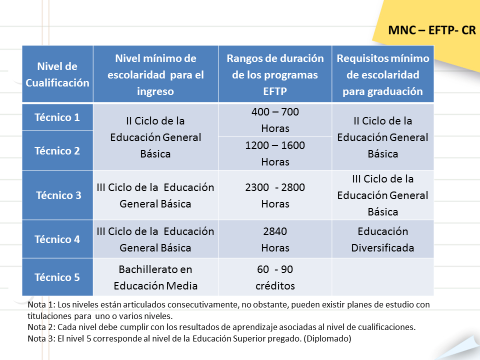 MNC – EFTP- CR
Nivel de
Cualificación
Nivel mínimo de
escolaridad para el
ingreso
Rangos de duración
de los programas
EFTP
Requisitos mínimo
de escolaridad
para graduación
Técnico 1
II Ciclo de la
Educación General
Básica
400 – 700
Horas
II Ciclo de la
Educación General
Básica
Técnico 2
1200 – 1600
Horas
Técnico 3
III Ciclo de la Educación
General Básica
2300 - 2800
Horas
III Ciclo de la
Educación General
Básica
Técnico 4
III Ciclo de la Educación
General Básica
2840
Horas
Educación
Diversificada
Técnico 5
Bachillerato en
Educación Media
60 - 90
créditos
Nota 1: Los niveles están articulados consecutivamente, no obstante, pueden existir planes de estudio con
titulaciones para uno o varios niveles.
Nota 2: Cada nivel debe cumplir con los resultados de aprendizaje asociadas al nivel de cualificaciones.
Nota 3: El nivel 5 corresponde al nivel de la Educación Superior pregado. (Diplomado)